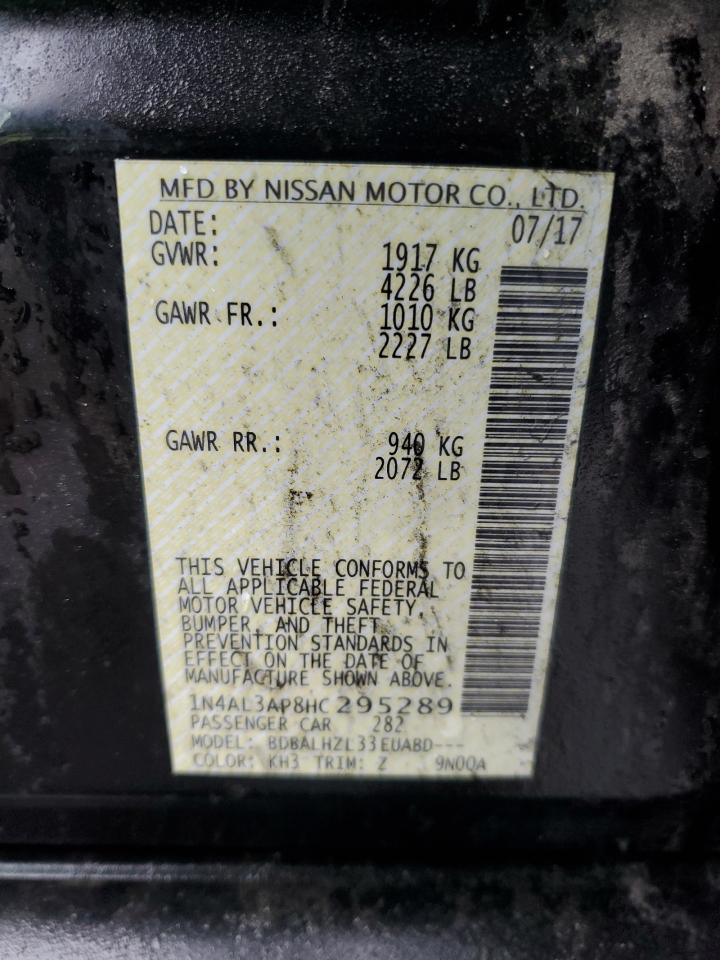 MFD BY NISSAN MOTOR CO., LTD.
DATE: 07/17
GVWR: 1917 KG
4226 LB
GAWR FR.: 1010 KG
2227 LB
GAWR RR.: 940 KG
2072 LB
THIS VEHICLE CONFORMS TO
ALL APPLICABLE FEDERAL
MOTOR VEHICLE SAFETY,
BUMPER, AND THEFT
PREVENTION STANDARDS IN
EFFECT ON THE DATE OF
MANUFACTURE SHOWN ABOVE.
1N4AL3AP8HC295289
PASSENGER CAR 282
MODEL: BDBALHZL33EUABD---
COLOR: KH3 TRIM: Z 9N00A